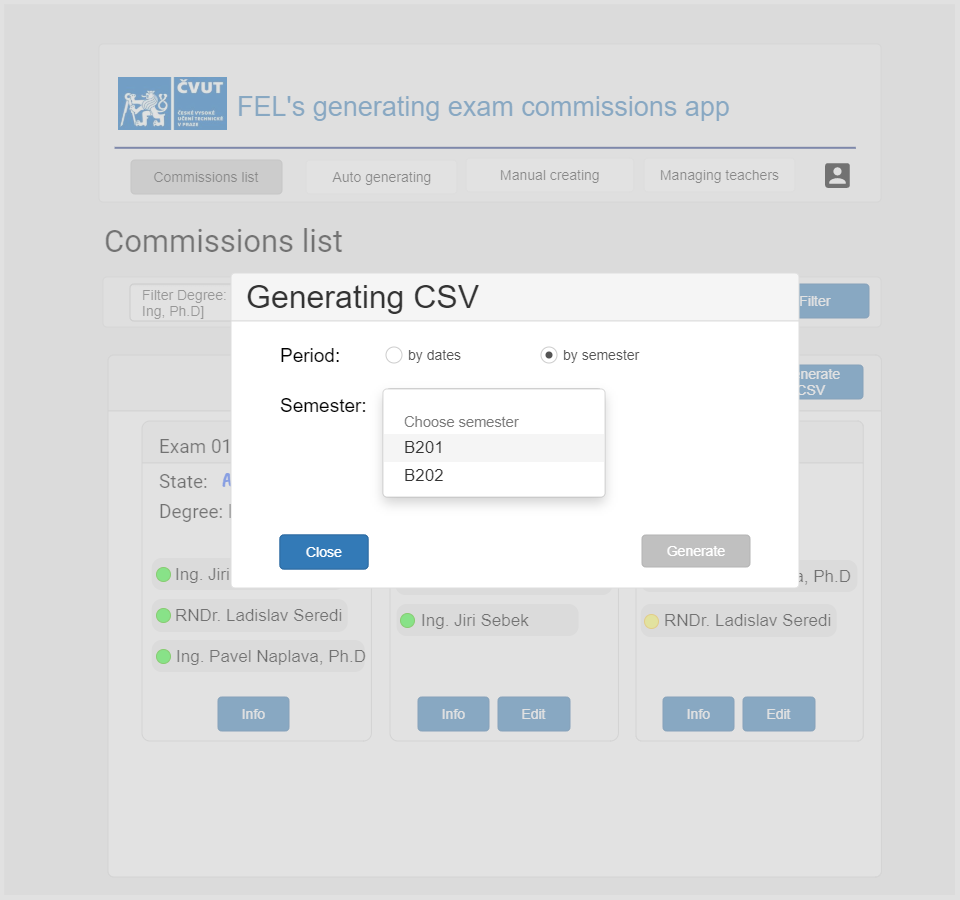 ČVUT
ČESKÉ VYSOKÉ
UČENÍ TECHNICKÉ
V PRAZE
FEL's generating exam commissions app
Commissions list
Auto generating
Manual creating
Managing teachers
Commissions list
Filter Degree:
Ing, Ph.D]
Filter
Generating CSV
Period:
by dates
by semester
Semester:
Choose semester
B201
B202
Close
Generate
nerate
CSV
Exam 01
State: A
Degree:
Ing. Jiri
RNDr. Ladislav Seredi
Ing. Pavel Naplava, Ph.D
Info
Ing. Jiri Sebek
Info
Edit
a, Ph.D
RNDr. Ladislav Seredi
Info
Edit